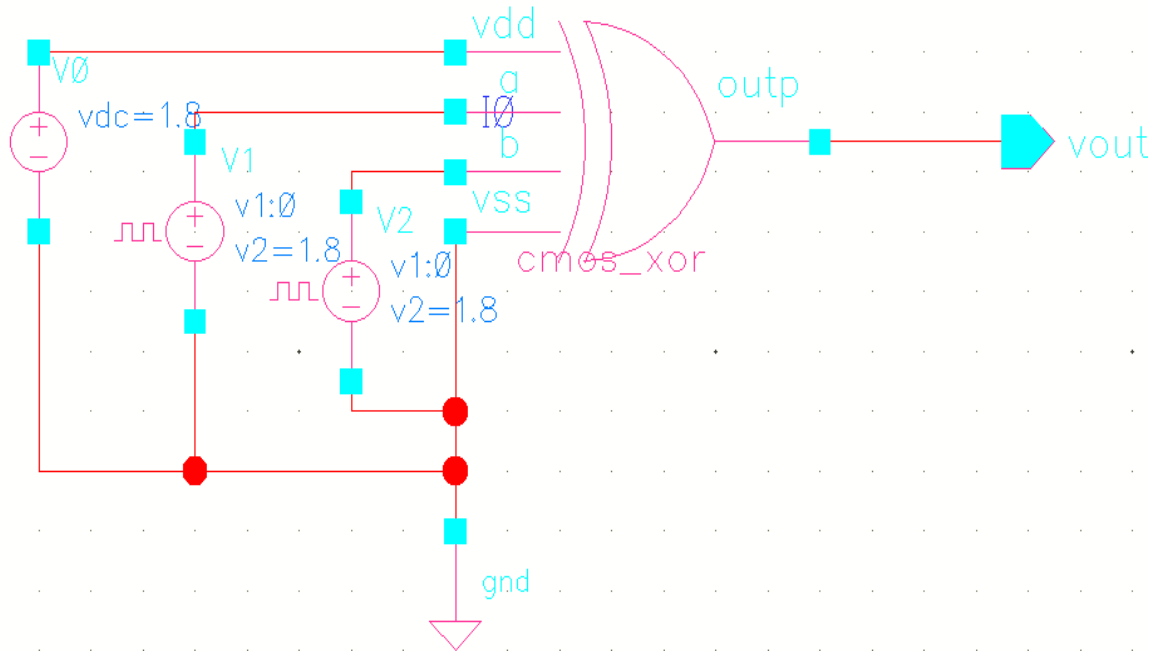 vdd
V0
a
outp
vdc=1.8
I0
b
vout
V1
vss
v1:0
V2
v2=1.8
v1:0
cmos_xor
v2=1.8
gnd